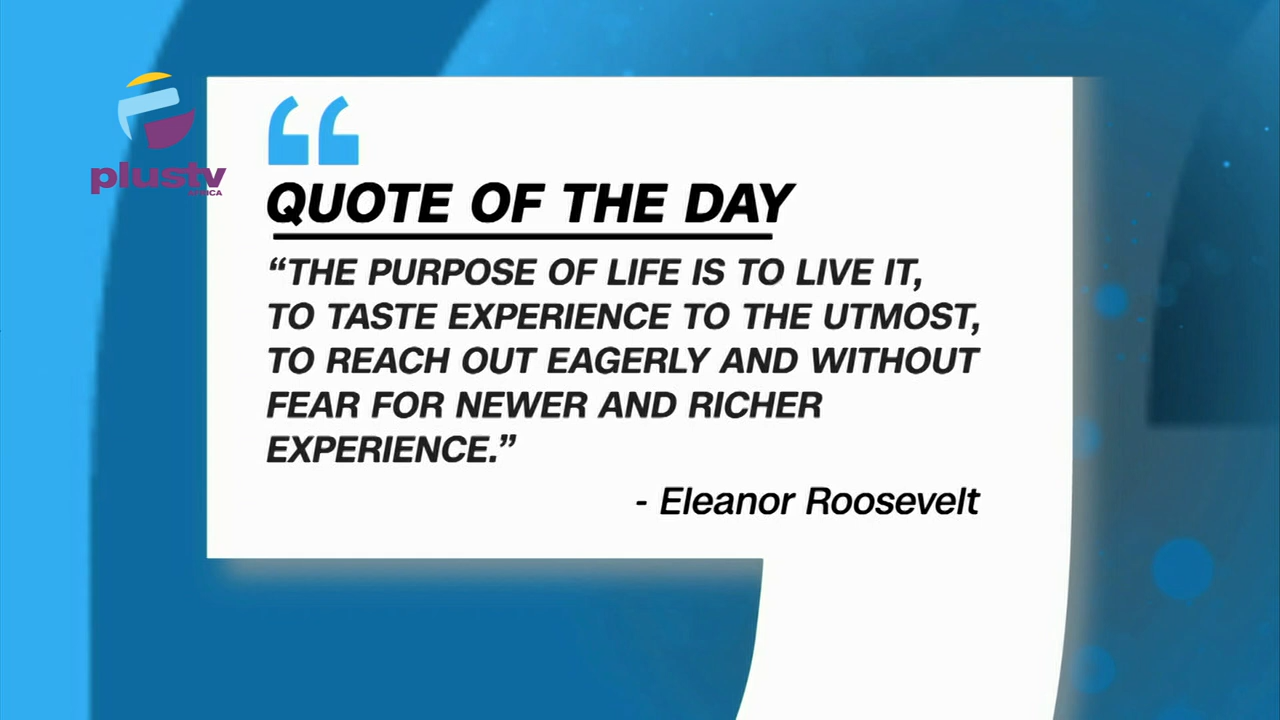 plustv
AFRICA
QUOTE OF THE DAY
“THE PURPOSE OF LIFE IS TO LIVE IT,
TO TASTE EXPERIENCE TO THE UTMOST,
TO REACH OUT EAGERLY AND WITHOUT
FEAR FOR NEWER AND RICHER
EXPERIENCE.”
- Eleanor Roosevelt